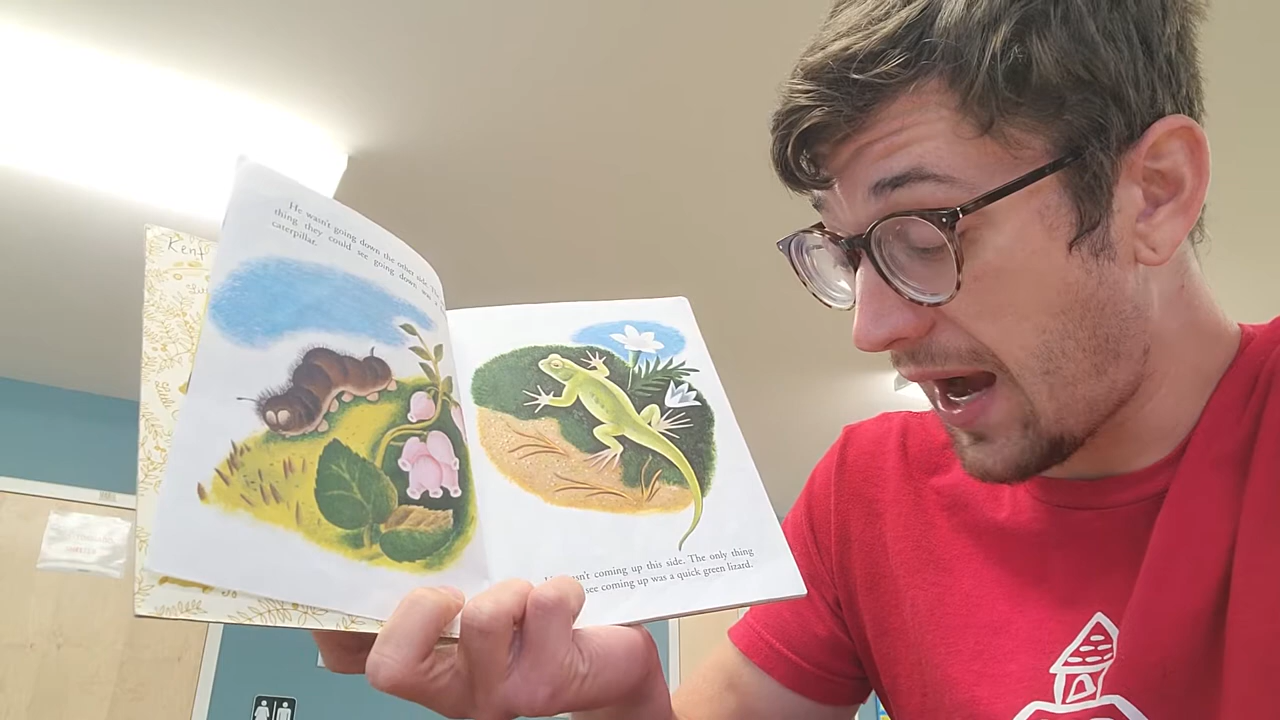 Kent
He wasn't going down the other side. The
thing they could see going down was a
caterpillar.
wasn't coming up this side. The only thing
see coming up was a quick green lizard.